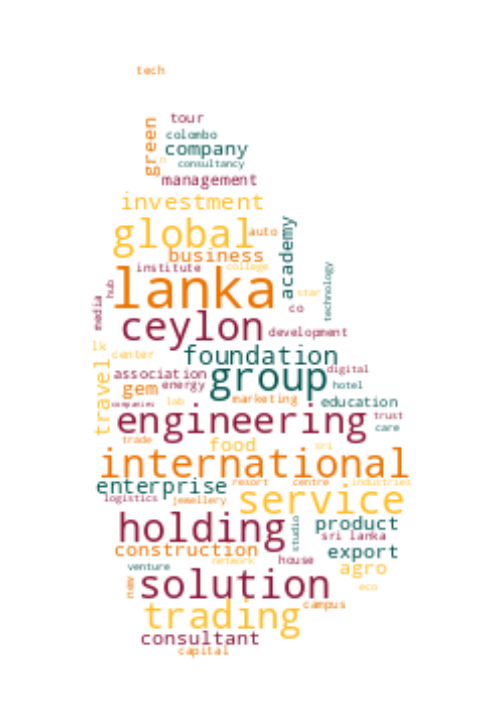 tech
tour
green
colombo
company
n
consultancy
management
investment
global
auto
academy
business
institute
college
technology
lanka
hub
star
media
co
ceylon
development
lk
center
foundation
travel
association
group
digital
gem
energy
hotel
companies
lab
marketing
education
engineering
trust
care
trade
food
sri
international
enterprise
resort
centre
industries
logistics
jewellery
service
holding
studio
product
sri lanka
construction
export
network
house
venture
agro
new
solution
eco
trading
campus
consultant
capital